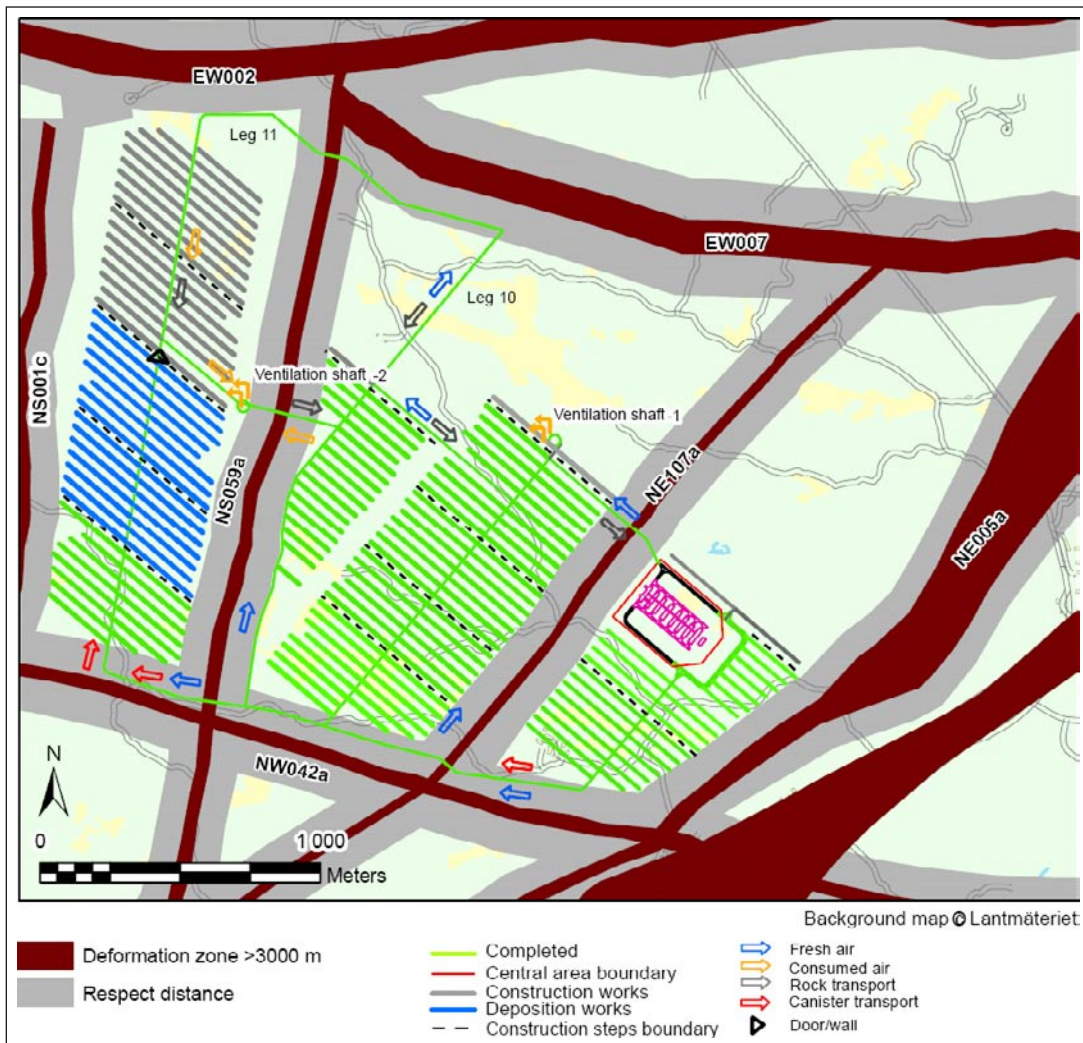 EW002
Leg 11
EW007
Leg 10
NS001c
Ventilation shaft -2
Ventilation shaft -1
NS059a
NE107a
NE005a
NW042a
N
0
1 000
Meters
Background map © Lantmäteriet
Deformation zone >3000 m
Respect distance
Completed
Central area boundary
Construction works
Deposition works
Construction steps boundary
Fresh air
Consumed air
Rock transport
Canister transport
Door/wall